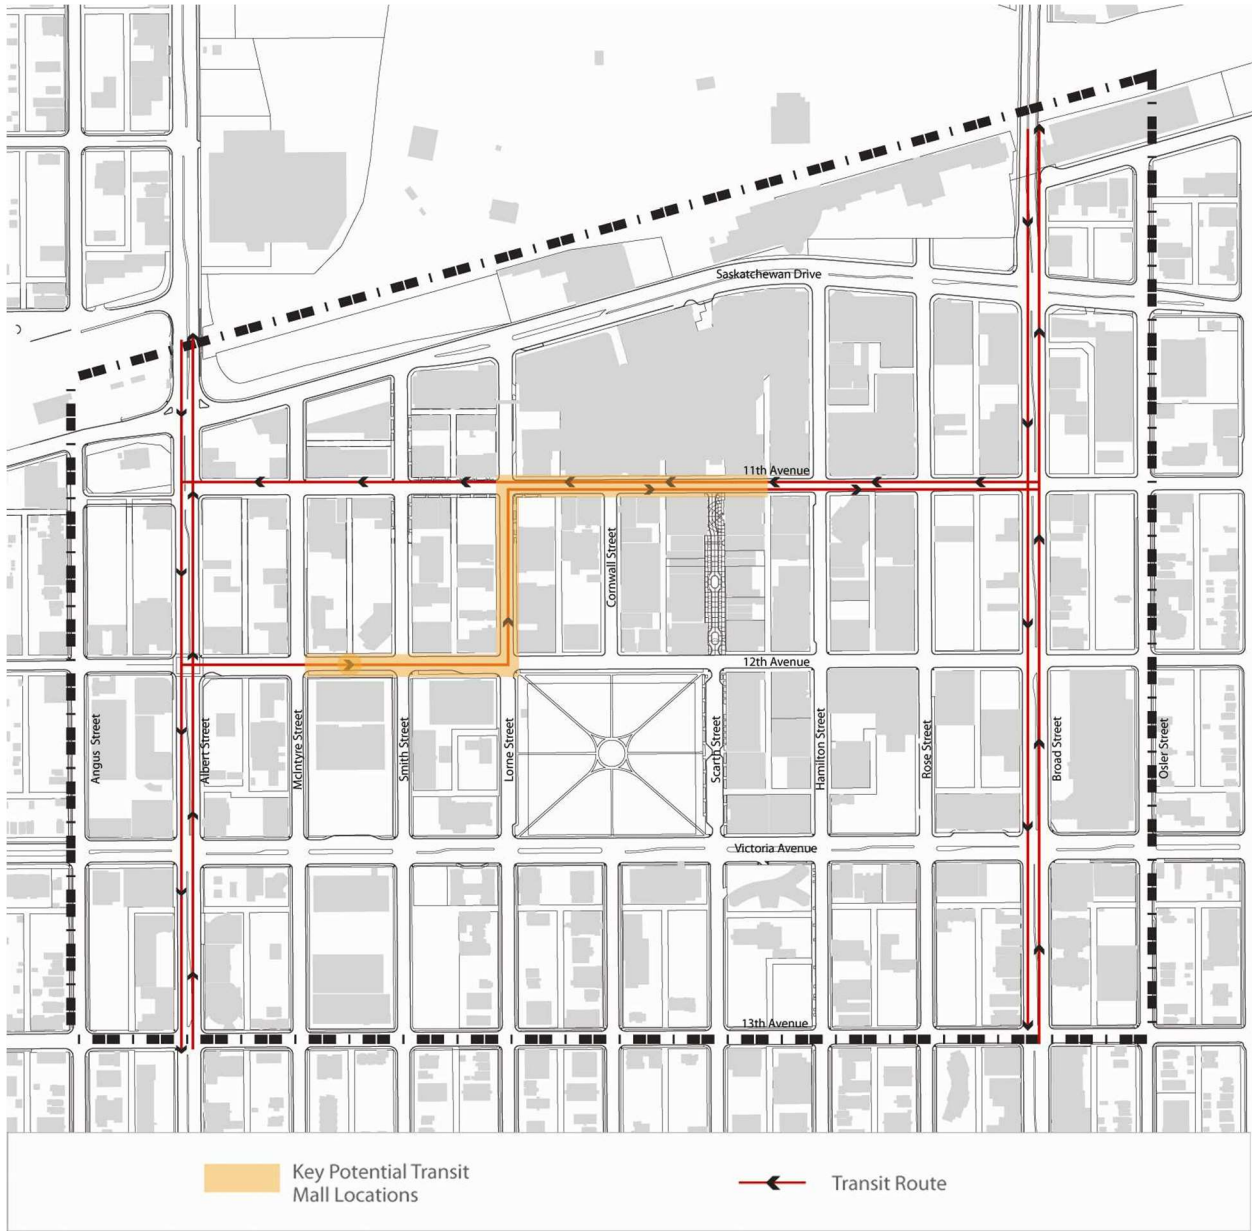 Saskatchewan Drive
11th Avenue
Cornwall Street
12th Avenue
Angus Street
Albert Street
McIntyre Street
Smith Street
Lorne Street
Scarth Street
Hamilton Street
Rose Street
Broad Street
Osler Street
Victoria Avenue
13th Avenue
Key Potential Transit
Mall Locations
Transit Route